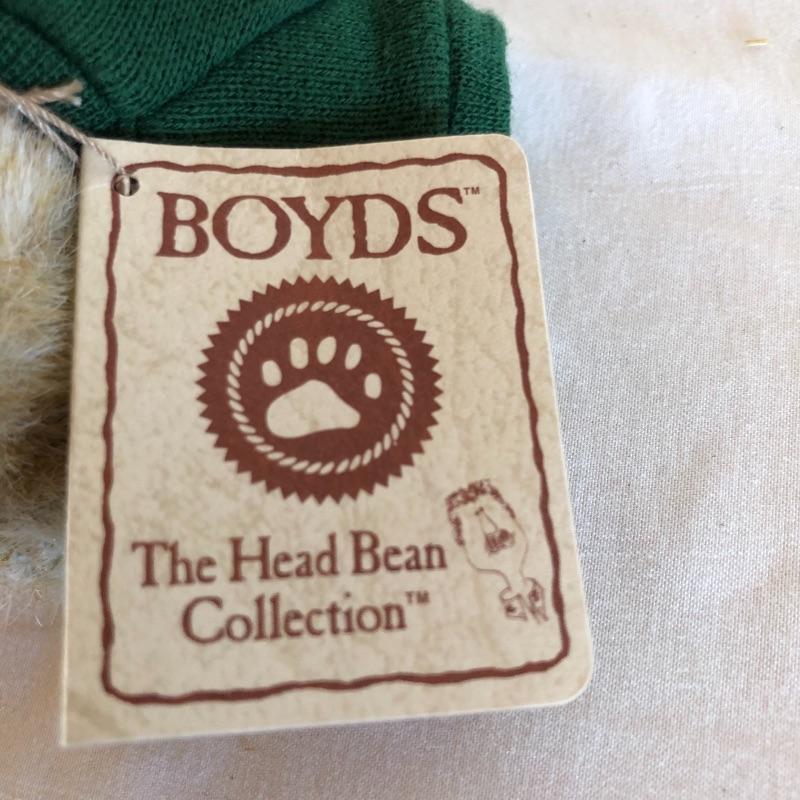 BOYDS™
The Head Bean
Collection™